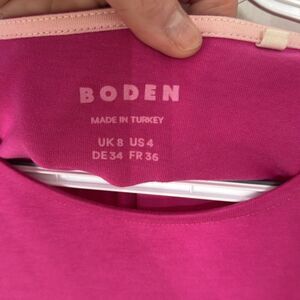 BODEN
MADE IN TURKEY
UK 8 US 4
DE 34 FR 36